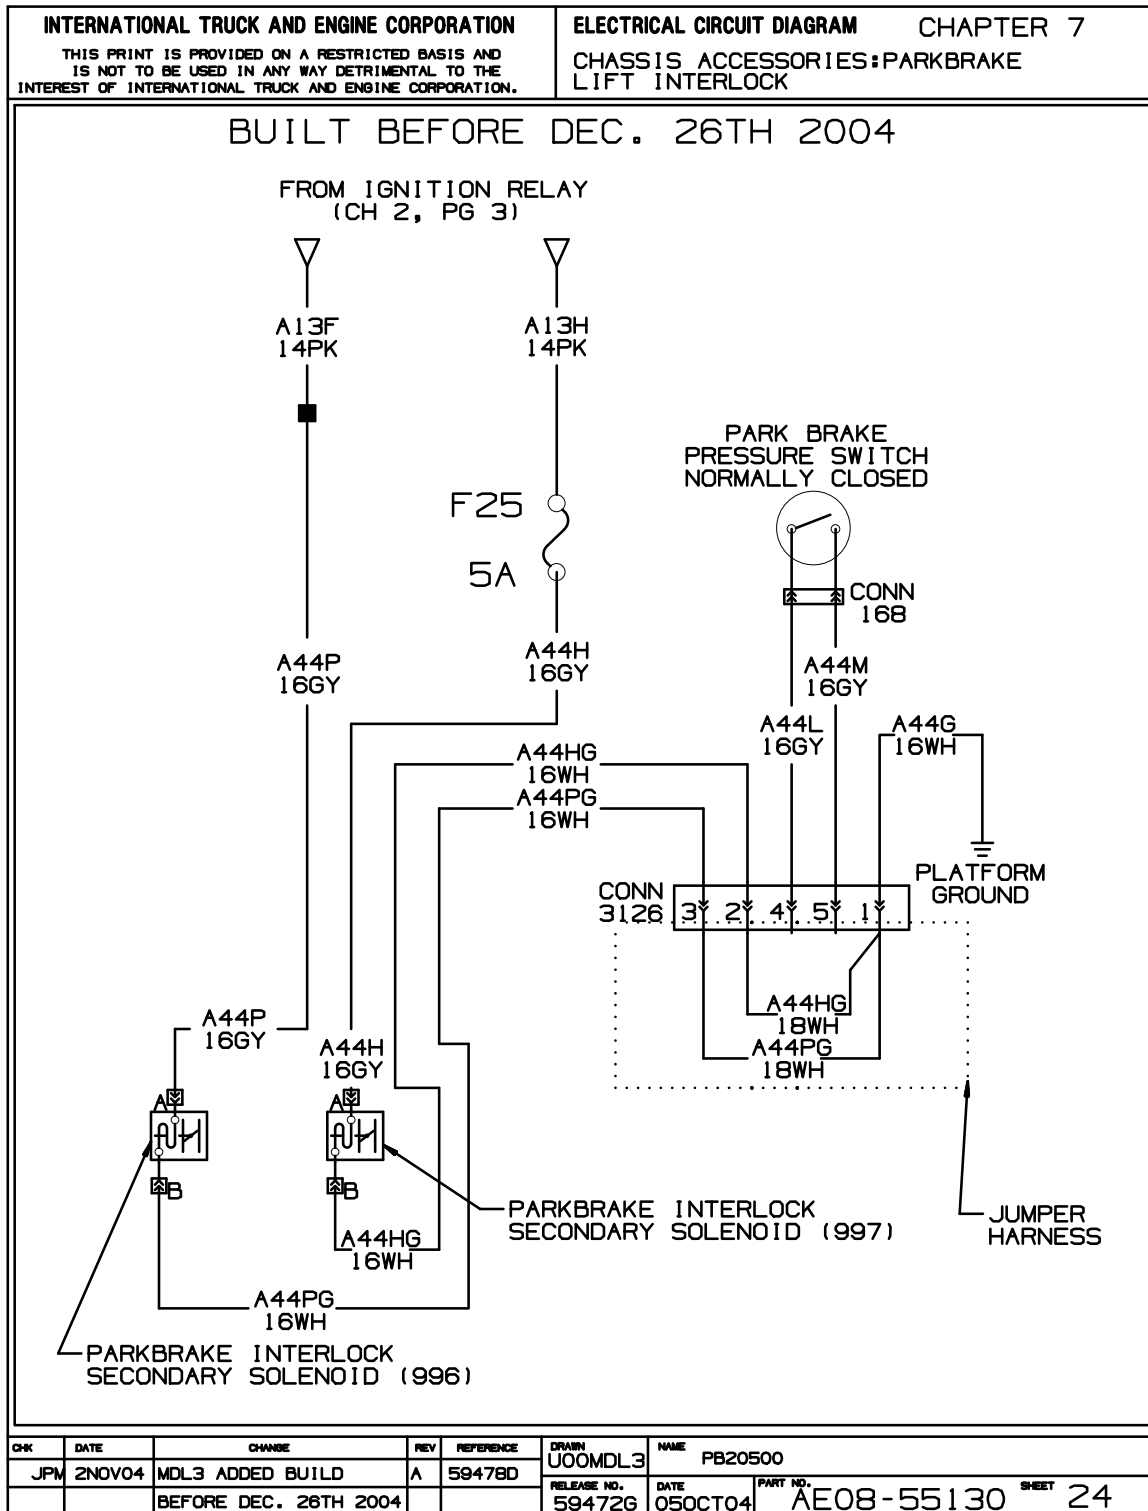 INTERNATIONAL TRUCK AND ENGINE CORPORATION
THIS PRINT IS PROVIDED ON A RESTRICTED BASIS AND
IS NOT TO BE USED IN ANY WAY DETRIMENTAL TO THE
INTEREST OF INTERNATIONAL TRUCK AND ENGINE CORPORATION.
ELECTRICAL CIRCUIT DIAGRAM CHAPTER 7
CHASSIS ACCESSORIES:PARKBRAKE
LIFT INTERLOCK
BUILT BEFORE DEC. 26TH 2004
FROM IGNITION RELAY
(CH 2, PG 3)
A13F
14PK
A13H
14PK
PARK BRAKE
PRESSURE SWITCH
NORMALLY CLOSED
F25
5A
CONN
168
A44P
16GY
A44H
16GY
A44M
16GY
A44L
16GY
A44G
16WH
A44HG
16WH
A44PG
16WH
PLATFORM
GROUND
CONN
3126
3 2 4 5 1
A44HG
18WH
A44PG
18WH
A44P
16GY
A44H
16GY
A
A
B
B
PARKBRAKE INTERLOCK
SECONDARY SOLENOID (997)
JUMPER
HARNESS
A44HG
16WH
A44PG
16WH
PARKBRAKE INTERLOCK
SECONDARY SOLENOID (996)
CHK DATE CHANGE REV REFERENCE
JPM 2NOV04 MDL3 ADDED BUILD A 59478D
BEFORE DEC. 26TH 2004
DRAWN
U00MDL3
NAME
PB20500
RELEASE NO.
59472G
DATE
05OCT04
PART NO.
AE08-55130
SHEET 24